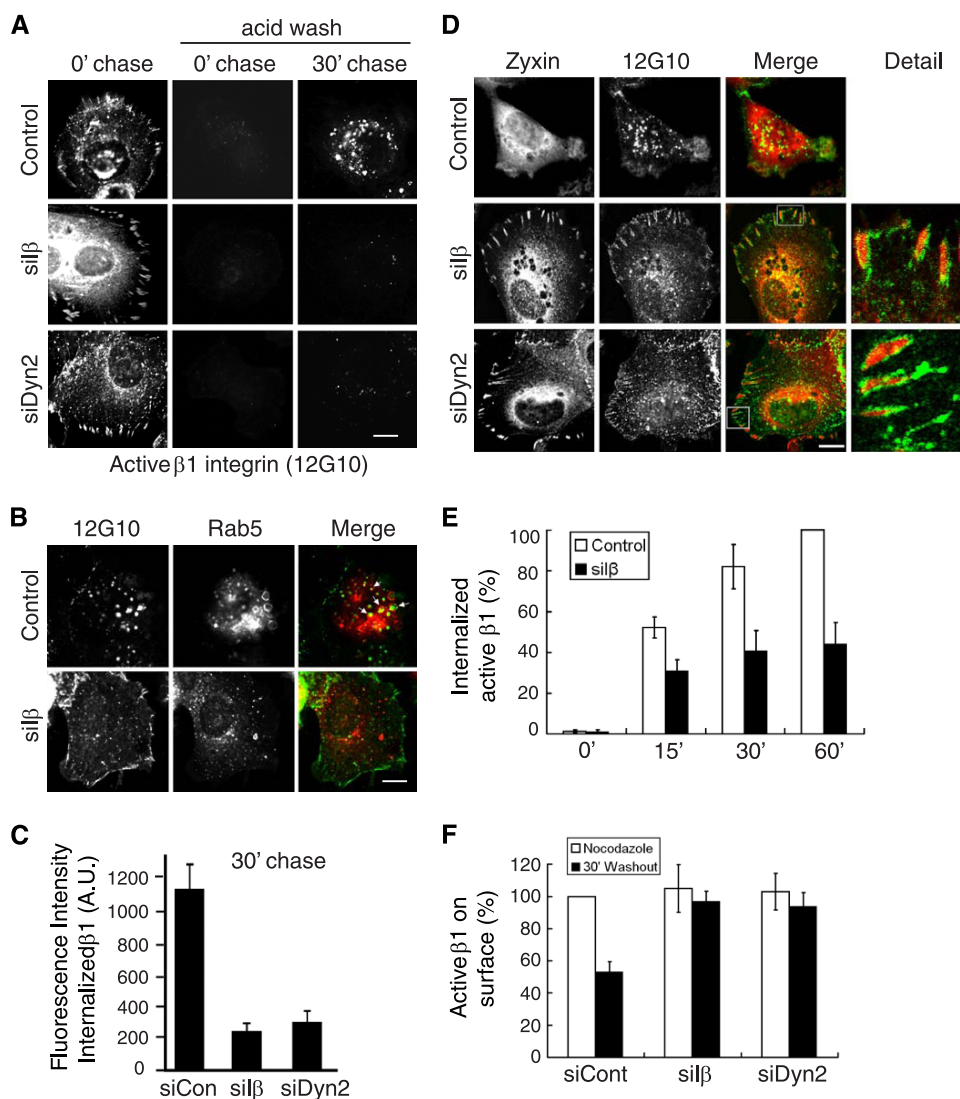 A
acid wash
0' chase
0' chase
30' chase
Control
siIβ
siDyn2
Active β1 integrin (12G10)
B
12G10
Rab5
Merge
Control
siIβ
C
30' chase
Fluorescence Intensity
Internalized β1 (A.U.)
1200
1000
800
600
400
200
0
siCon
siIβ
siDyn2
D
Zyxin
12G10
Merge
Detail
Control
siIβ
siDyn2
E
Control
siIβ
Internalized
active β1 (%)
100
80
60
40
20
0
0'
15'
30'
60'
F
Nocodazole
30' Washout
Active β1 on
surface (%)
120
100
80
60
40
20
0
siCont
siIβ
siDyn2